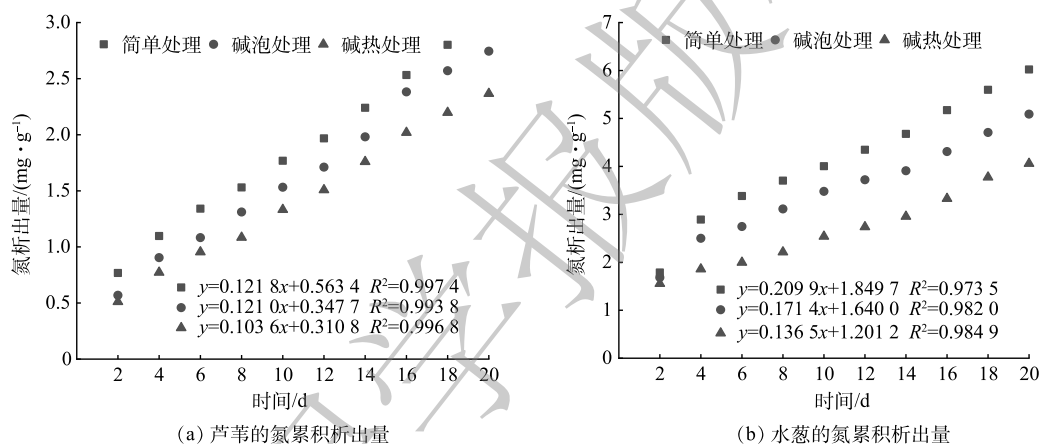 3.0
2.5
2.0
1.5
1.0
0.5
0
氮析出量/(mg·g⁻¹)
■ 简单处理 ● 碱泡处理 ▲ 碱热处理
■ y=0.121 8x+0.563 4 R²=0.997 4
● y=0.121 0x+0.347 7 R²=0.993 8
▲ y=0.103 6x+0.310 8 R²=0.996 8
2 4 6 8 10 12 14 16 18 20
时间/d
(a) 芦苇的氮累积析出量
7
6
5
4
3
2
1
0
氮析出量/(mg·g⁻¹)
■ 简单处理 ● 碱泡处理 ▲ 碱热处理
■ y=0.209 9x+1.849 7 R²=0.973 5
● y=0.171 4x+1.640 0 R²=0.982 0
▲ y=0.136 5x+1.201 2 R²=0.984 9
2 4 6 8 10 12 14 16 18 20
时间/d
(b) 水葱的氮累积析出量
学报版